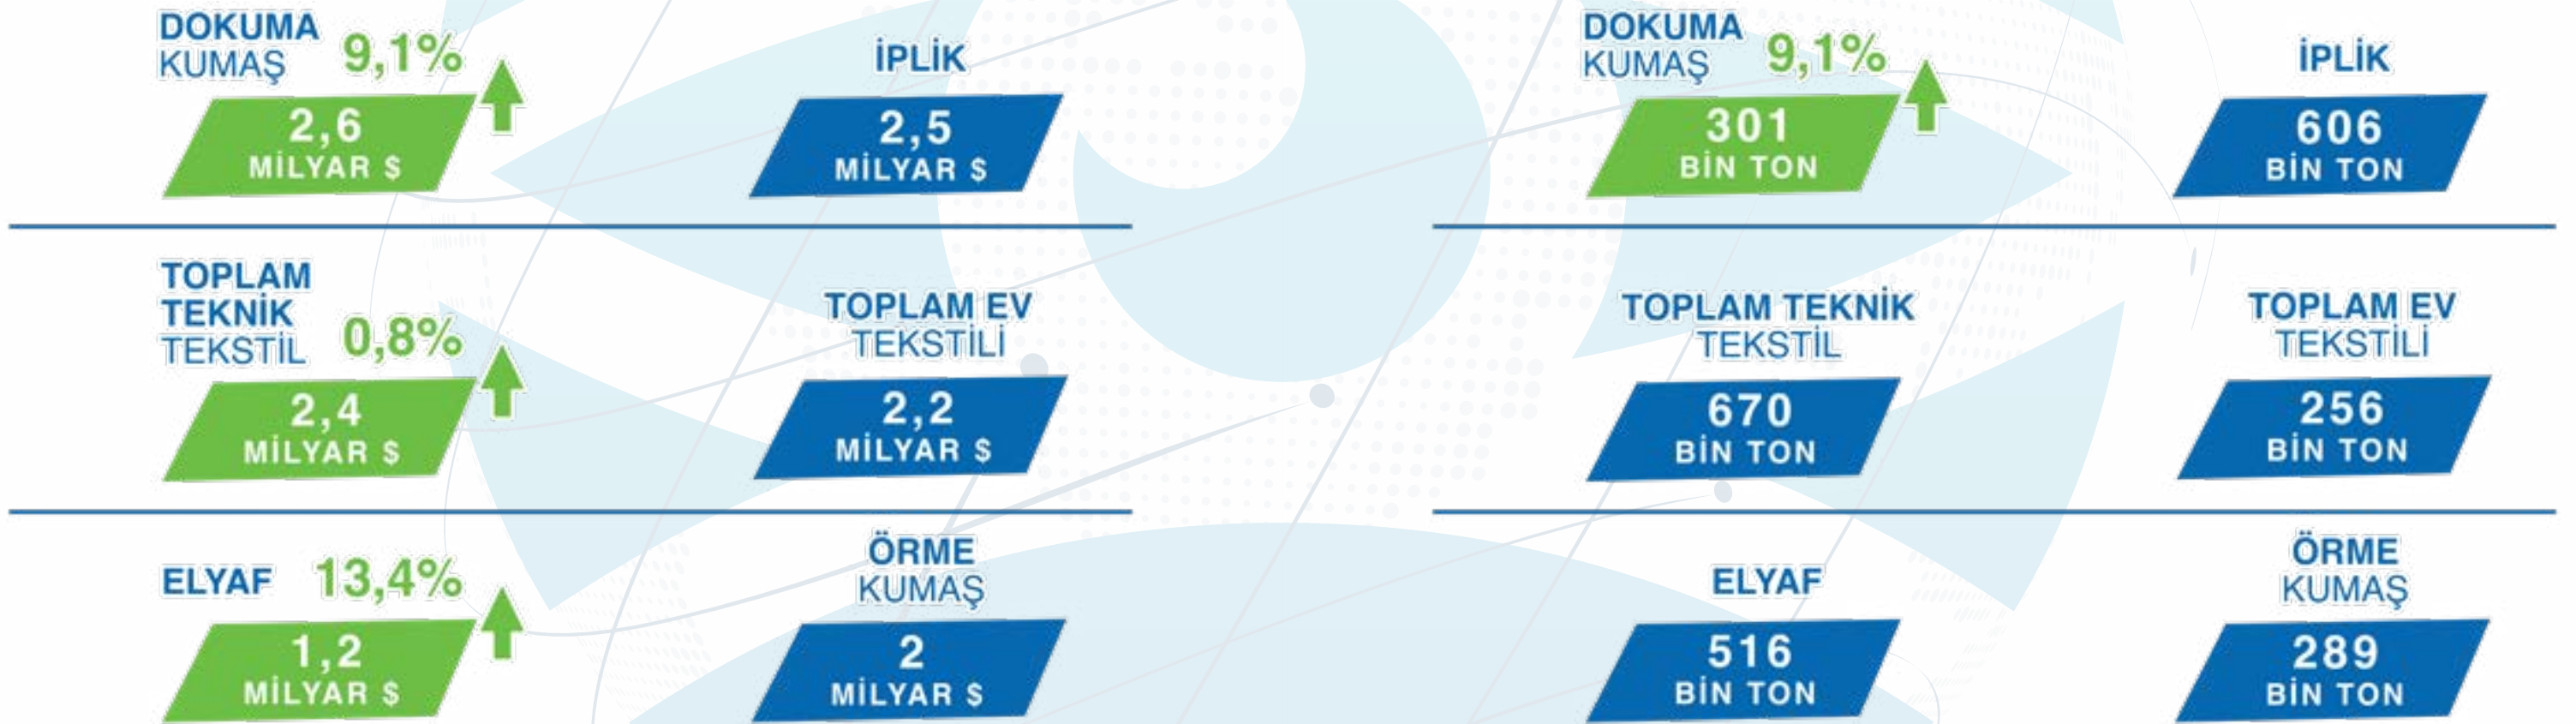 DOKUMA
KUMAŞ
9,1%
2,6
MİLYAR $
İPLİK
2,5
MİLYAR $
TOPLAM
TEKNİK
TEKSTİL
0,8%
2,4
MİLYAR $
TOPLAM EV
TEKSTİLİ
2,2
MİLYAR $
ELYAF
13,4%
1,2
MİLYAR $
ÖRME
KUMAŞ
2
MİLYAR $
DOKUMA
KUMAŞ
9,1%
301
BİN TON
İPLİK
606
BİN TON
TOPLAM TEKNİK
TEKSTİL
670
BİN TON
TOPLAM EV
TEKSTİLİ
256
BİN TON
ELYAF
516
BİN TON
ÖRME
KUMAŞ
289
BİN TON